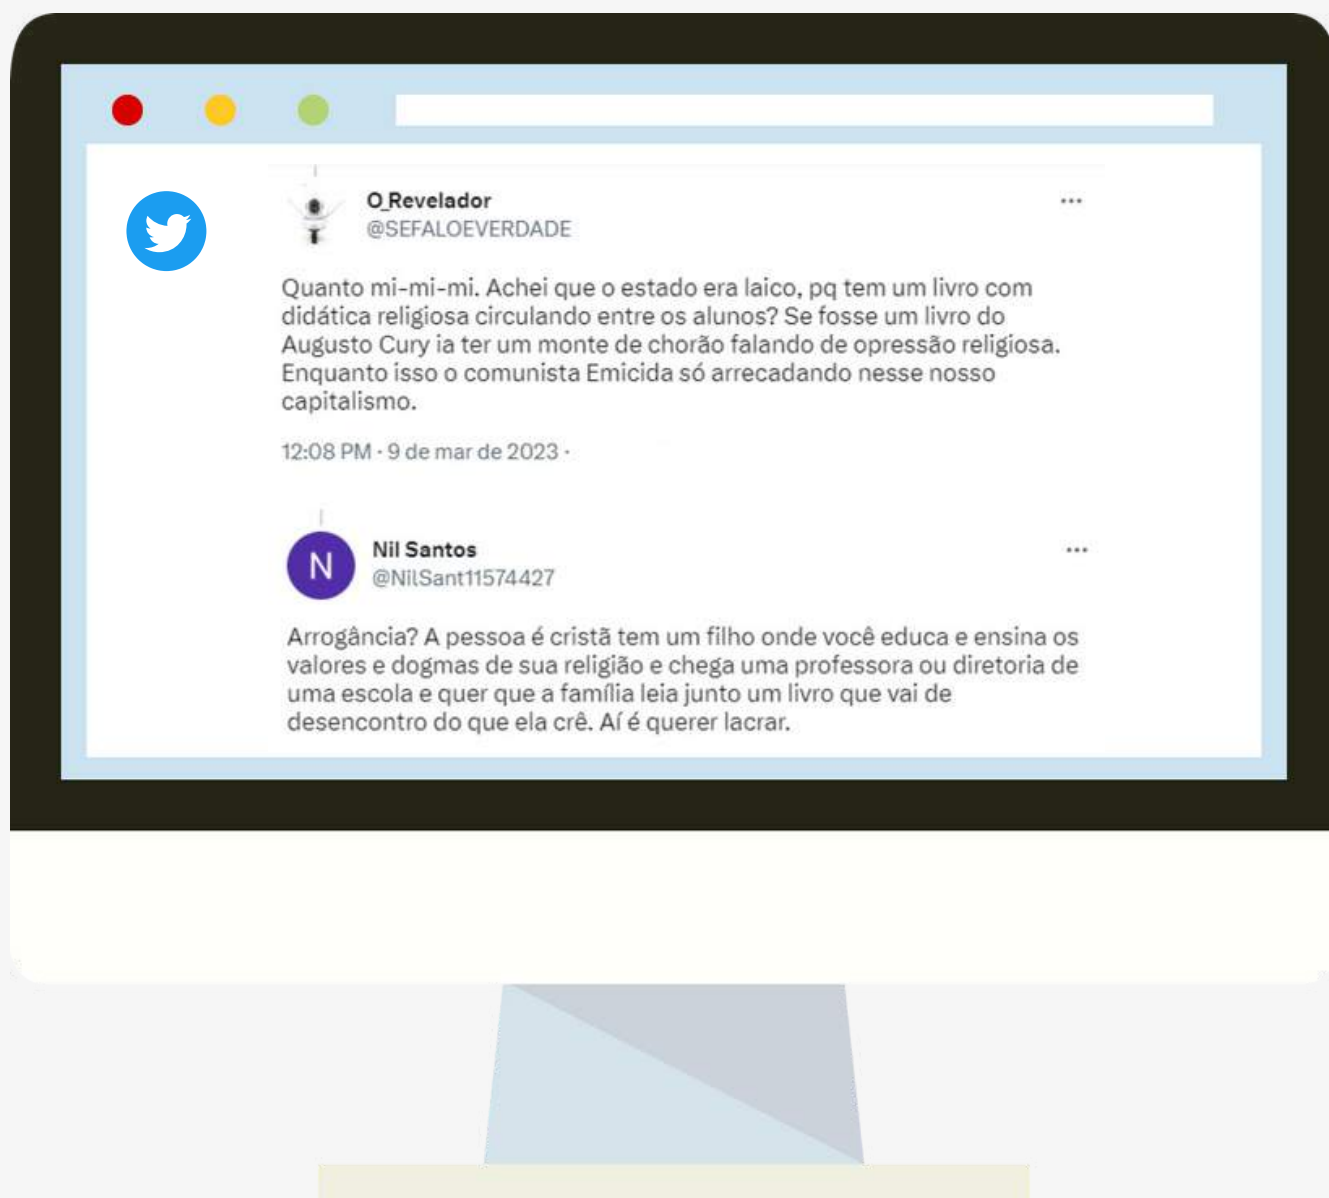 O_Revelador
@SEFALOEVERDADE
Quanto mi-mi-mi. Achei que o estado era laico, pq tem um livro com
didática religiosa circulando entre os alunos? Se fosse um livro do
Augusto Cury ia ter um monte de chorão falando de opressão religiosa.
Enquanto isso o comunista Emicida só arrecadando nesse nosso
capitalismo.
12:08 PM · 9 de mar de 2023 ·
N
Nil Santos
@NilSant11574427
Arrogância? A pessoa é cristã tem um filho onde você educa e ensina os
valores e dogmas de sua religião e chega uma professora ou diretoria de
uma escola e quer que a família leia junto um livro que vai de
desencontro do que ela crê. Aí é querer lacrar.